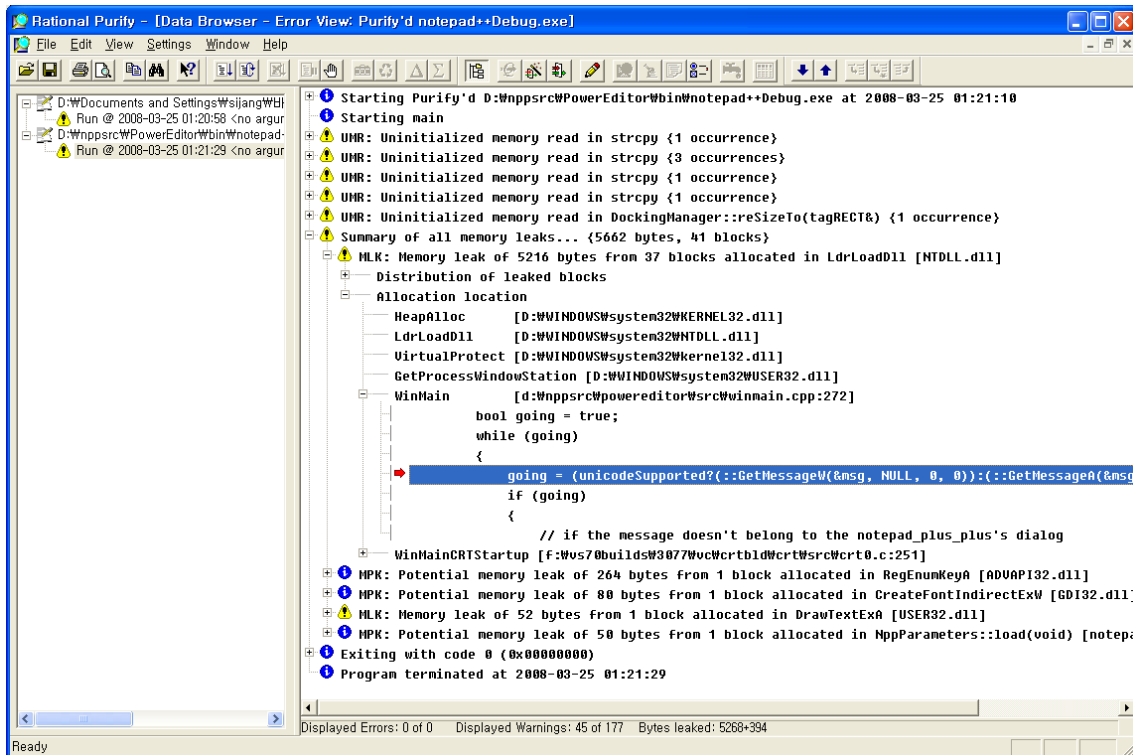 Rational Purify - [Data Browser - Error View: Purify'd notepad++Debug.exe]
File Edit View Settings Window Help
D:₩Documents and Settings₩sijang₩
Run @ 2008-03-25 01:20:58 <no argur
D:₩nppsrc₩PowerEditor₩bin₩notepad-
Run @ 2008-03-25 01:21:29 <no argur
Starting Purify'd D:₩nppsrc₩PowerEditor₩bin₩notepad++Debug.exe at 2008-03-25 01:21:10
Starting main
UMR: Uninitialized memory read in strcpy {1 occurrence}
UMR: Uninitialized memory read in strcpy {3 occurrences}
UMR: Uninitialized memory read in strcpy {1 occurrence}
UMR: Uninitialized memory read in strcpy {1 occurrence}
UMR: Uninitialized memory read in DockingManager::reSizeTo(tagRECT&) {1 occurrence}
Summary of all memory leaks... {5662 bytes, 41 blocks}
MLK: Memory leak of 5216 bytes from 37 blocks allocated in LdrLoadDll [NTDLL.dll]
Distribution of leaked blocks
Allocation location
HeapAlloc [D:₩WINDOWS₩system32₩KERNEL32.dll]
LdrLoadDll [D:₩WINDOWS₩system32₩NTDLL.dll]
VirtualProtect [D:₩WINDOWS₩system32₩kernel32.dll]
GetProcessWindowStation [D:₩WINDOWS₩system32₩USER32.dll]
WinMain [d:₩nppsrc₩powereditor₩src₩winmain.cpp:272]
bool going = true;
while (going)
{
going = (unicodeSupported?(::GetMessageW(&msg, NULL, 0, 0)):(::GetMessageA(&msg
if (going)
{
// if the message doesn't belong to the notepad_plus_plus's dialog
WinMainCRTStartup [f:₩vs70builds₩3077₩vc₩crtbld₩crt₩src₩crt0.c:251]
MPK: Potential memory leak of 264 bytes from 1 block allocated in RegEnumKeyA [ADVAPI32.dll]
MPK: Potential memory leak of 80 bytes from 1 block allocated in CreateFontIndirectExW [GDI32.dll]
MLK: Memory leak of 52 bytes from 1 block allocated in DrawTextExA [USER32.dll]
MPK: Potential memory leak of 50 bytes from 1 block allocated in NppParameters::load(void) [notepa
Exiting with code 0 (0x00000000)
Program terminated at 2008-03-25 01:21:29
Displayed Errors: 0 of 0 Displayed Warnings: 45 of 177 Bytes leaked: 5268+394
Ready